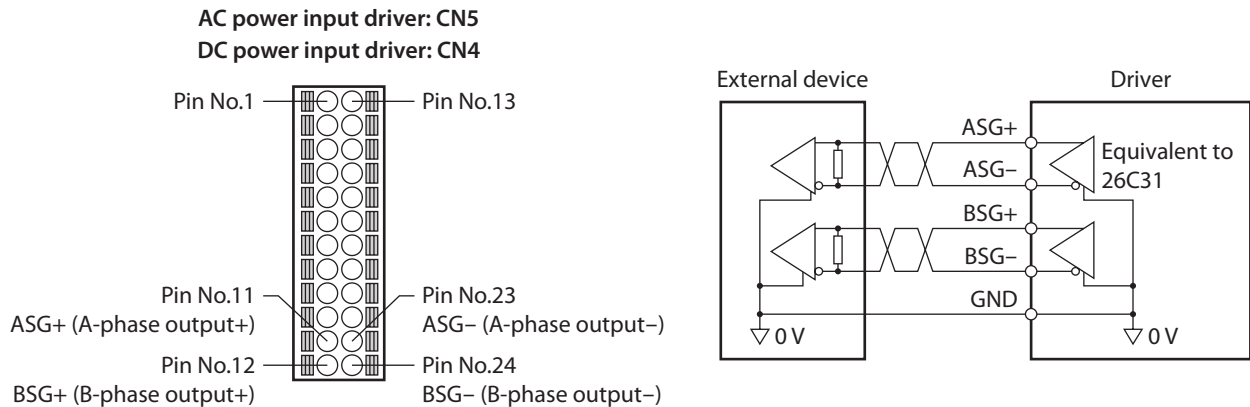 AC power input driver: CN5
DC power input driver: CN4
Pin No.1
Pin No.13
Pin No.11
ASG+ (A-phase output+)
Pin No.23
ASG− (A-phase output−)
Pin No.12
BSG+ (B-phase output+)
Pin No.24
BSG− (B-phase output−)
External device
Driver
ASG+
ASG−
Equivalent to
26C31
BSG+
BSG−
GND
0 V
0 V